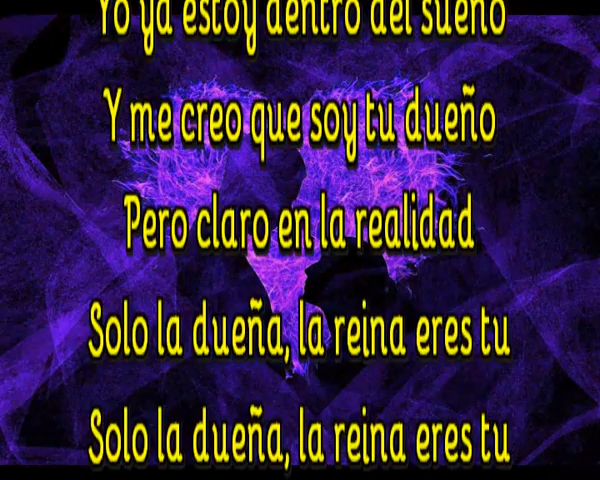 Yo ya estoy dentro del sueño
Y me creo que soy tu dueño
Pero claro en la realidad
Solo la dueña, la reina eres tu
Solo la dueña, la reina eres tu